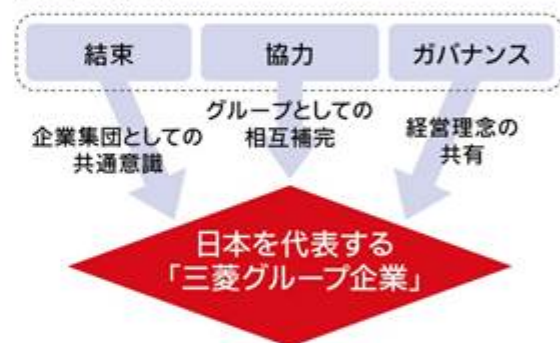 結束
協力
ガバナンス
企業集団としての
共通意識
グループとしての
相互補完
経営理念の
共有
日本を代表する
「三菱グループ企業」